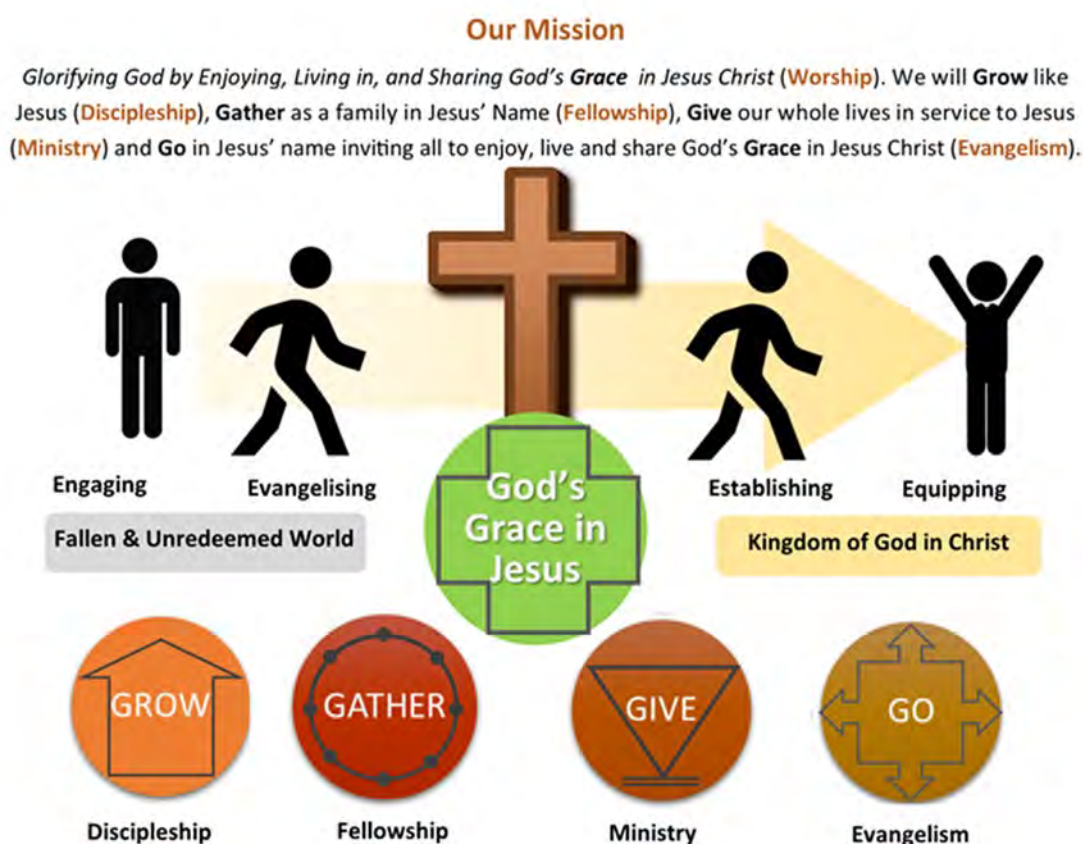 Our Mission
Glorifying God by Enjoying, Living in, and Sharing God's Grace in Jesus Christ (Worship). We will Grow like
Jesus (Discipleship), Gather as a family in Jesus' Name (Fellowship), Give our whole lives in service to Jesus
(Ministry) and Go in Jesus' name inviting all to enjoy, live and share God's Grace in Jesus Christ (Evangelism).
Engaging
Evangelising
Establishing
Equipping
Fallen & Unredeemed World
God's
Grace in
Jesus
Kingdom of God in Christ
GROW
GATHER
GIVE
GO
Discipleship
Fellowship
Ministry
Evangelism